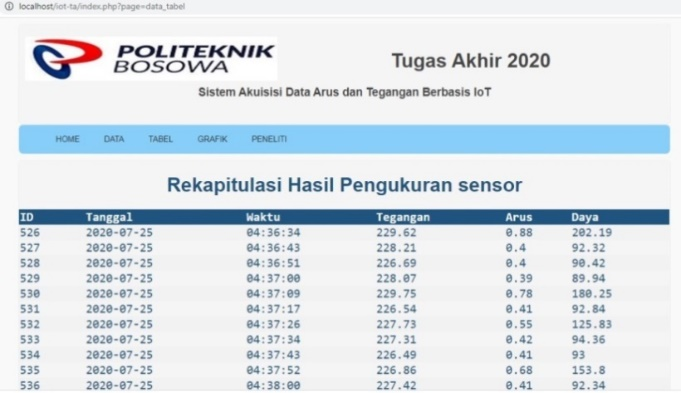 localhost/iot-ta/index.php?page=data_tabel
POLITEKNIK
BOSOWA
Tugas Akhir 2020
Sistem Akuisisi Data Arus dan Tegangan Berbasis IoT
HOME DATA TABEL GRAFIK PENELITI
Rekapitulasi Hasil Pengukuran sensor
ID Tanggal Waktu Tegangan Arus Daya
526 2020-07-25 04:36:34 229.62 0.88 202.19
527 2020-07-25 04:36:43 228.21 0.4 92.32
528 2020-07-25 04:36:51 226.69 0.4 90.42
529 2020-07-25 04:37:00 228.07 0.39 89.94
530 2020-07-25 04:37:09 229.75 0.78 180.25
531 2020-07-25 04:37:17 226.54 0.41 92.84
532 2020-07-25 04:37:26 227.73 0.55 125.83
533 2020-07-25 04:37:34 227.31 0.42 94.36
534 2020-07-25 04:37:43 226.49 0.41 93
535 2020-07-25 04:37:52 226.86 0.68 153.8
536 2020-07-25 04:38:00 227.42 0.41 92.34